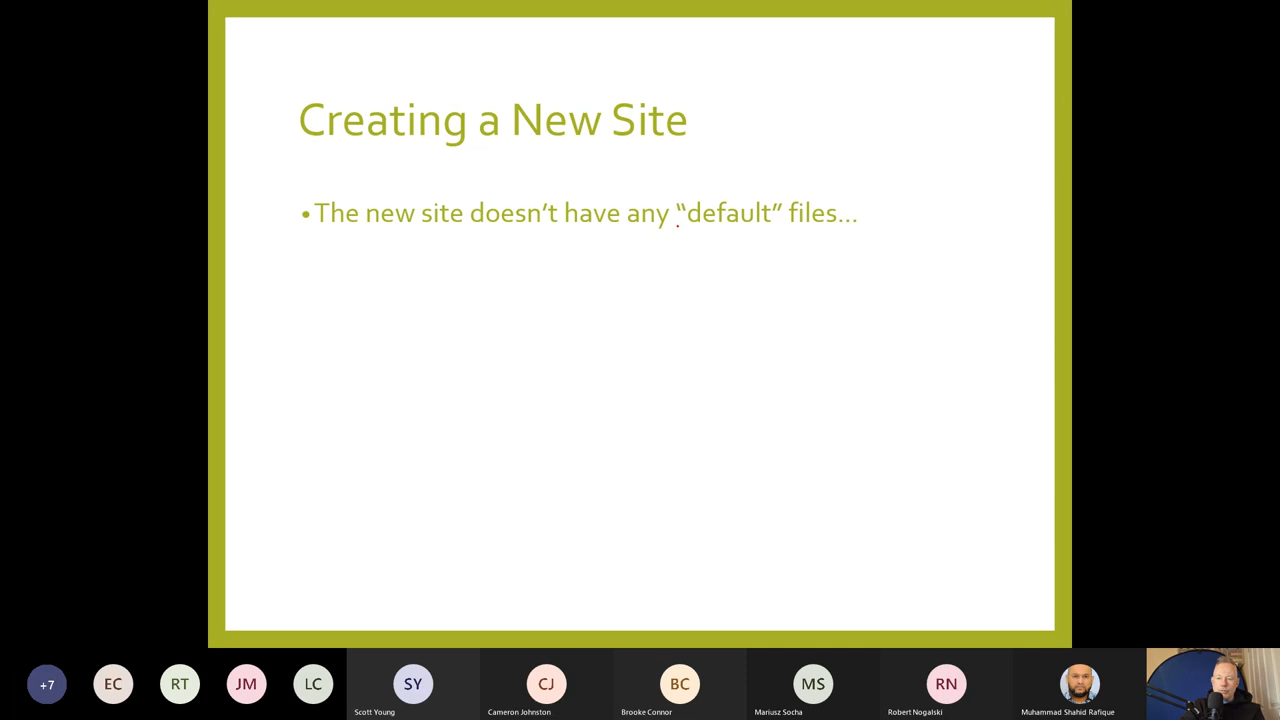 Creating a New Site
•The new site doesn’t have any “default” files…
+7
EC
RT
JM
LC
SY
CJ
BC
MS
RN
Scott Young
Cameron Johnston
Brooke Connor
Mariusz Socha
Robert Nogalski
Muhammad Shahid Rafique